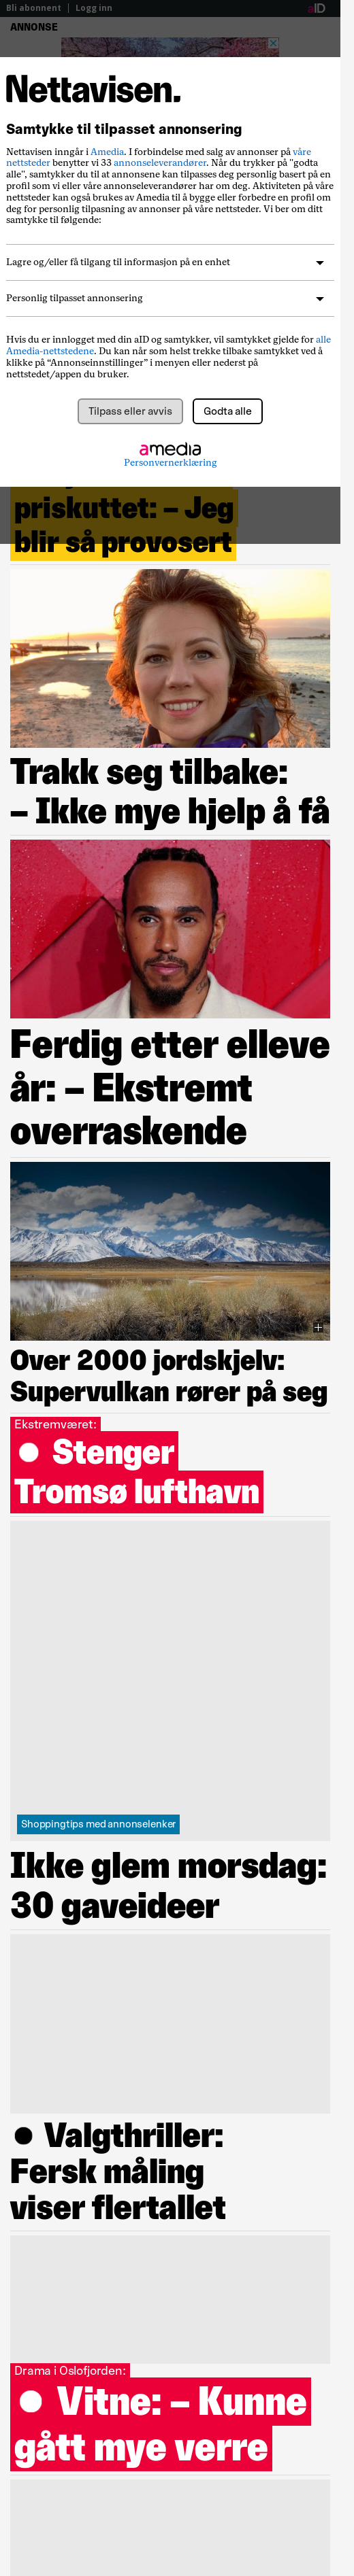 Bli abonnent | Logg inn
aID
ANNONSE
Nettavisen.
Samtykke til tilpasset annonsering
Nettavisen inngår i Amedia. I forbindelse med salg av annonser på våre
nettsteder benytter vi 33 annonseleverandører. Når du trykker på "godta
alle", samtykker du til at annonsene kan tilpasses deg personlig basert på en
profil som vi eller våre annonseleverandører har om deg. Aktiviteten på våre
nettsteder kan også brukes av Amedia til å bygge eller forbedre en profil om
deg for personlig tilpasning av annonser på våre nettsteder. Vi ber om ditt
samtykke til følgende:
Lagre og/eller få tilgang til informasjon på en enhet
Personlig tilpasset annonsering
Hvis du er innlogget med din aID og samtykker, vil samtykket gjelde for alle
Amedia-nettstedene. Du kan når som helst trekke tilbake samtykket ved å
klikke på “Annonseinnstillinger” i menyen eller nederst på
nettstedet/appen du bruker.
Tilpass eller avvis
Godta alle
amedia
Personvernerklæring
priskuttet: – Jeg
blir så provosert
Trakk seg tilbake:
– Ikke mye hjelp å få
Ferdig etter elleve
år: – Ekstremt
overraskende
Over 2000 jordskjelv:
Supervulkan rører på seg
Ekstremværet:
● Stenger
Tromsø lufthavn
Shoppingtips med annonselenker
Ikke glem morsdag:
30 gaveideer
● Valgthriller:
Fersk måling
viser flertallet
Drama i Oslofjorden:
● Vitne: – Kunne
gått mye verre